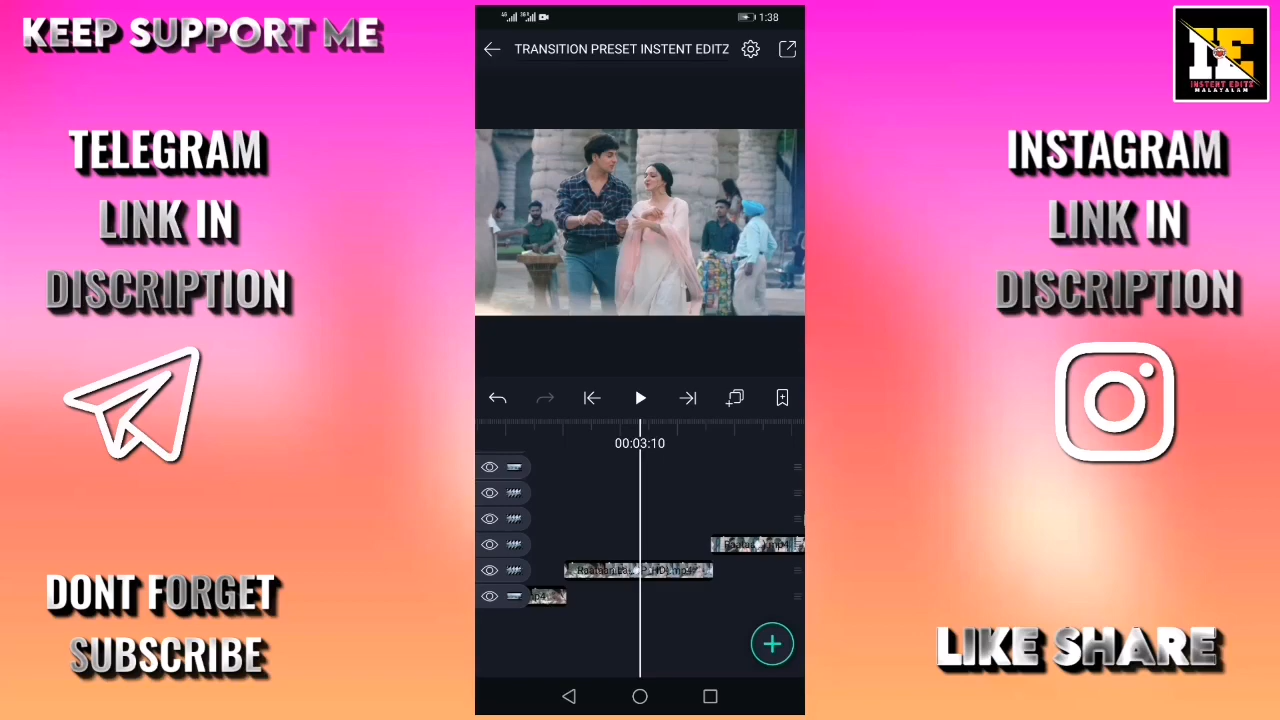 KEEP SUPPORT ME
TELEGRAM
LINK IN
DISCRIPTION
DONT FORGET
SUBSCRIBE
1:38
TRANSITION PRESET INSTENT EDITZ
00:03:10
p4
IE
INSTENT EDITZ
MALAYALAM
INSTAGRAM
LINK IN
DISCRIPTION
LIKE SHARE